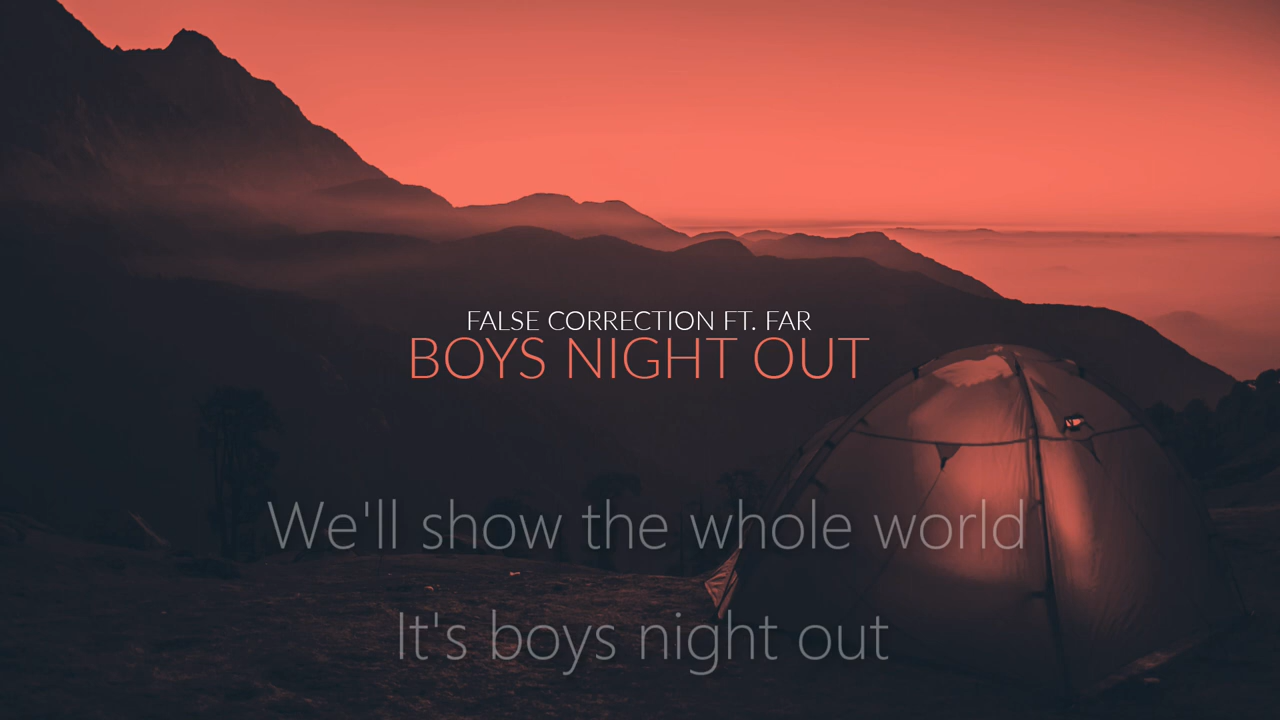 FALSE CORRECTION FT. FAR
BOYS NIGHT OUT
We'll show the whole world
It's boys night out